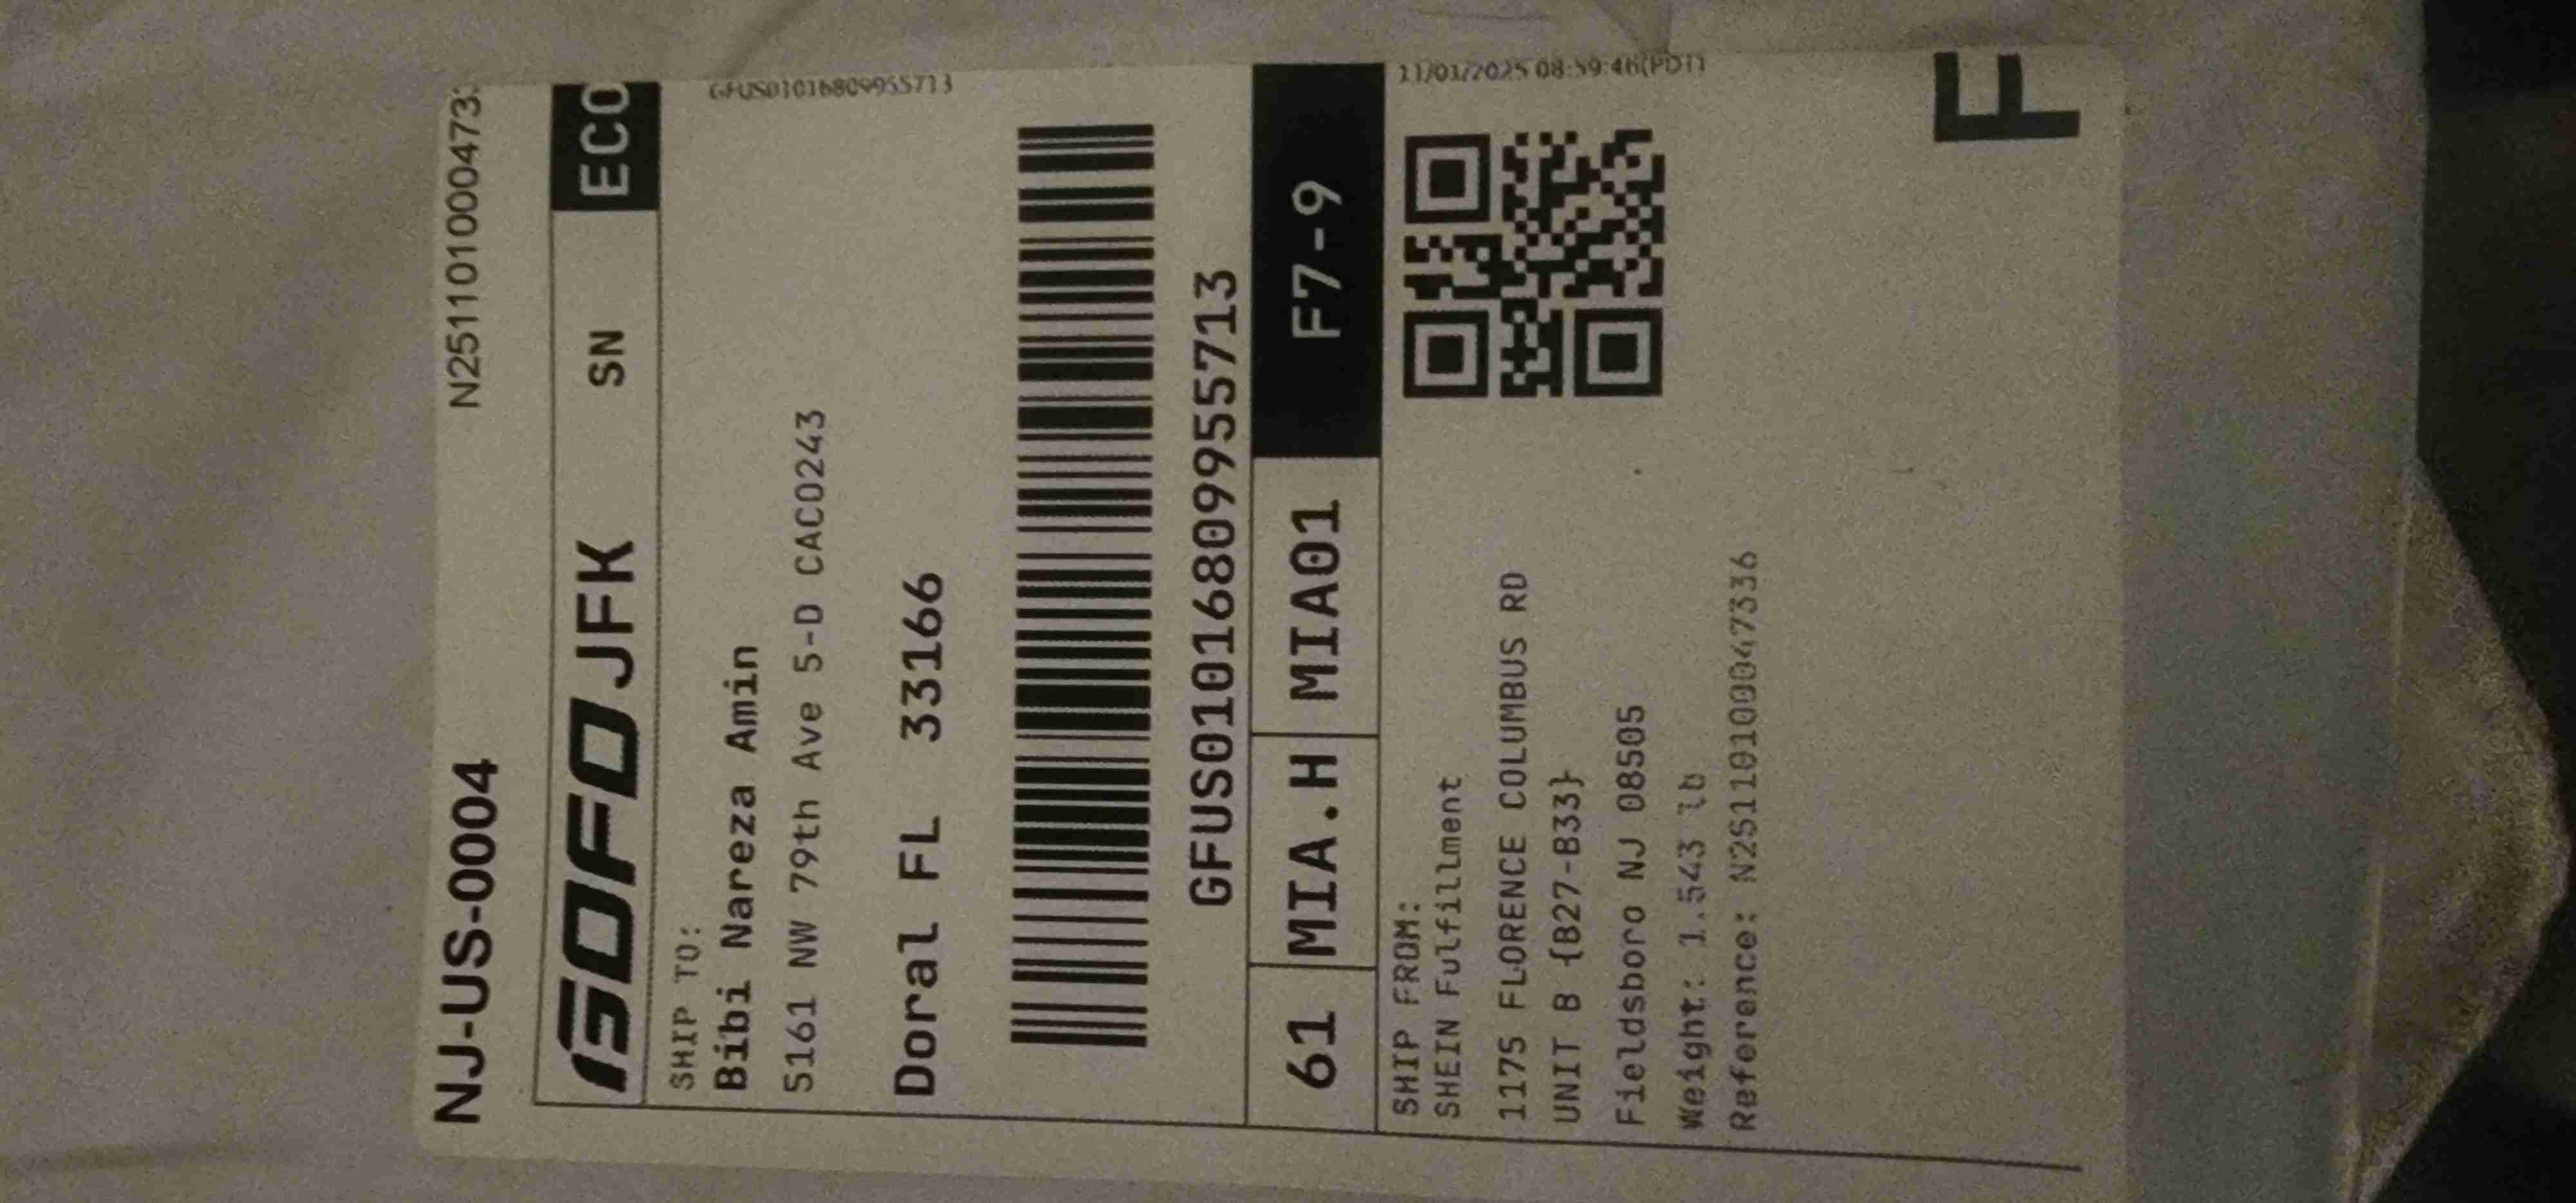 NJ-US-0004 N251101000473
GOFO JFK SN ECO
GFUS01016809955713
SHIP TO:
Bibi Nareza Amin
5161 NW 79th Ave 5-D CAC0243
Doral FL 33166
GFUS01016809955713
61 MIA.H MIA01 F7-9
11/01/2025 08:59:46(PDT)
SHIP FROM:
SHEIN Fulfillment
1175 FLORENCE COLUMBUS RD
UNIT B {B27-B33}
Fieldsboro NJ 08505
Weight: 1.543 lb
Reference: N25110100047336
F